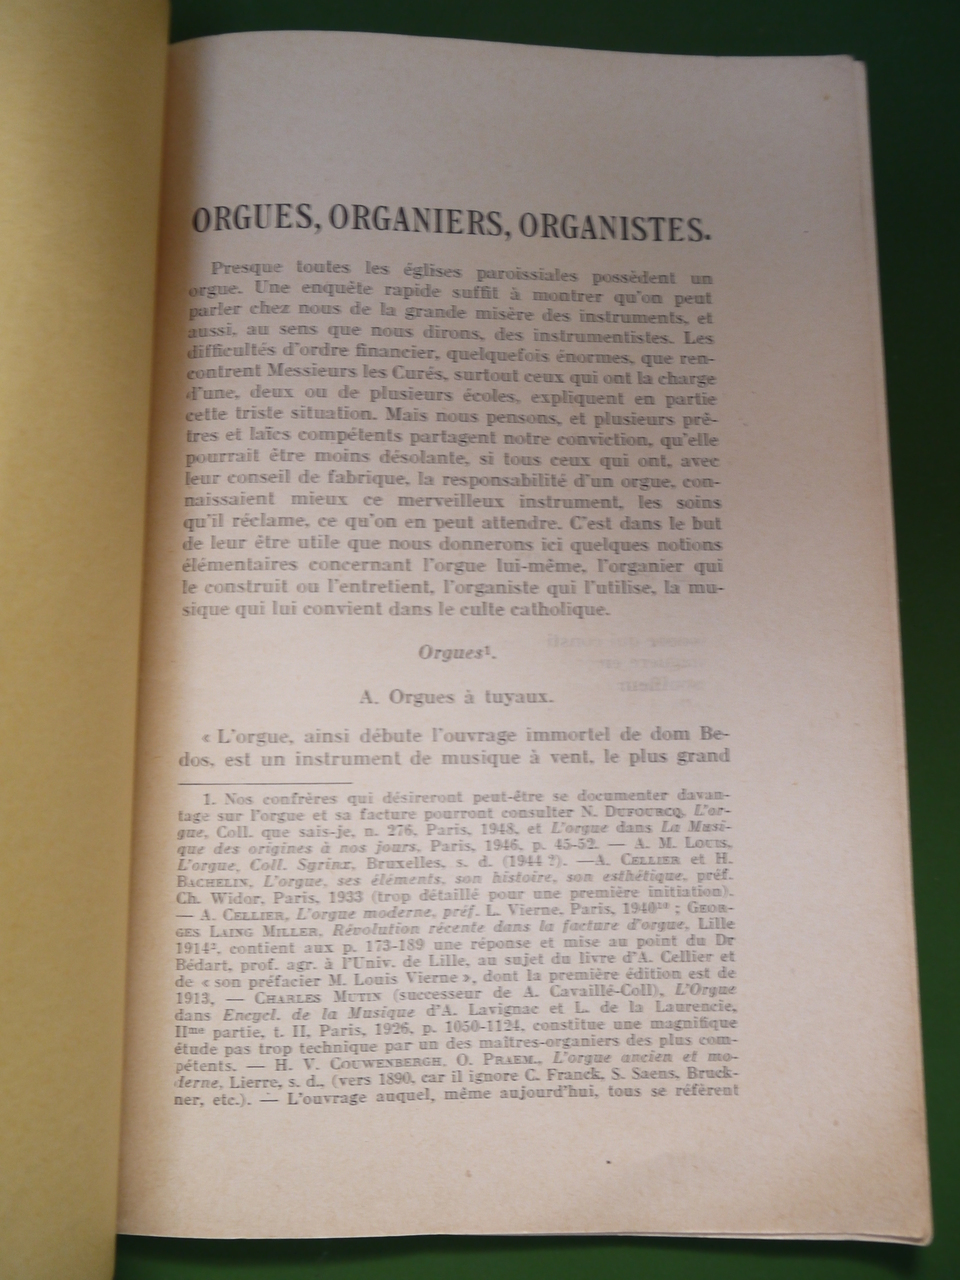 ORGUES, ORGANIERS, ORGANISTES.
Presque toutes les églises paroissiales possèdent un
orgue. Une enquête rapide suffit à montrer qu'on peut
parler chez nous de la grande misère des instruments, et
aussi, au sens que nous dirons, des instrumentistes. Les
difficultés d'ordre financier, quelquefois énormes, que ren-
contrent Messieurs les Curés, surtout ceux qui ont la charge
d'une, deux ou de plusieurs écoles, expliquent en partie
cette triste situation. Mais nous pensons, et plusieurs prê-
tres et laïcs compétents partagent notre conviction, qu'elle
pourrait être moins désolante, si tous ceux qui ont, avec
leur conseil de fabrique, la responsabilité d'un orgue, con-
naissaient mieux ce merveilleux instrument, les soins
qu'il réclame, ce qu'on en peut attendre. C'est dans le but
de leur être utile que nous donnerons ici quelques notions
élémentaires concernant l'orgue lui-même, l'organier qui
le construit ou l'entretient, l'organiste qui l'utilise, la mu-
sique qui lui convient dans le culte catholique.
Orgues¹.
A. Orgues à tuyaux.
« L'orgue, ainsi débute l'ouvrage immortel de dom Be-
dos, est un instrument de musique à vent, le plus grand
1. Nos confrères qui désireront peut-être se documenter davan-
tage sur l'orgue et sa facture pourront consulter N. DUFOURCQ, L'or-
gue, Coll. que sais-je, n. 276, Paris, 1948, et L'orgue dans La Musi-
que des origines à nos jours, Paris, 1946, p. 45-52. — A. M. LOUIS,
L'orgue, Coll. Syrinx, Bruxelles, s. d. (1944 ?). —A. CELLIER et H.
BACHELIN, L'orgue, ses éléments, son histoire, son esthétique, préf.
Ch. Widor, Paris, 1933 (trop détaillé pour une première initiation).
— A. CELLIER, L'orgue moderne, préf. L. Vierne, Paris, 1940¹⁰ ; GEOR-
GES LAING MILLER, Révolution récente dans la facture d'orgue, Lille
1914², contient aux p. 173-189 une réponse et mise au point du Dr
Bédart, prof. agr. à l'Univ. de Lille, au sujet du livre d'A. Cellier et
de « son préfacier M. Louis Vierne », dont la première édition est de
1913, — CHARLES MUTIN (successeur de A. Cavaillé-Coll), L'Orgue
dans Encycl. de la Musique d'A. Lavignac et L. de la Laurencie,
IIme partie, t. II, Paris, 1926, p. 1050-1124, constitue une magnifique
étude pas trop technique par un des maîtres-organiers des plus com-
pétents. — H. V. COUWENBERGH, O. PRAEM., L'orgue ancien et mo-
derne, Lierre, s. d., (vers 1890, car il ignore C. Franck, S. Saens, Bruck-
ner, etc.). — L'ouvrage auquel, même aujourd'hui, tous se réfèrent